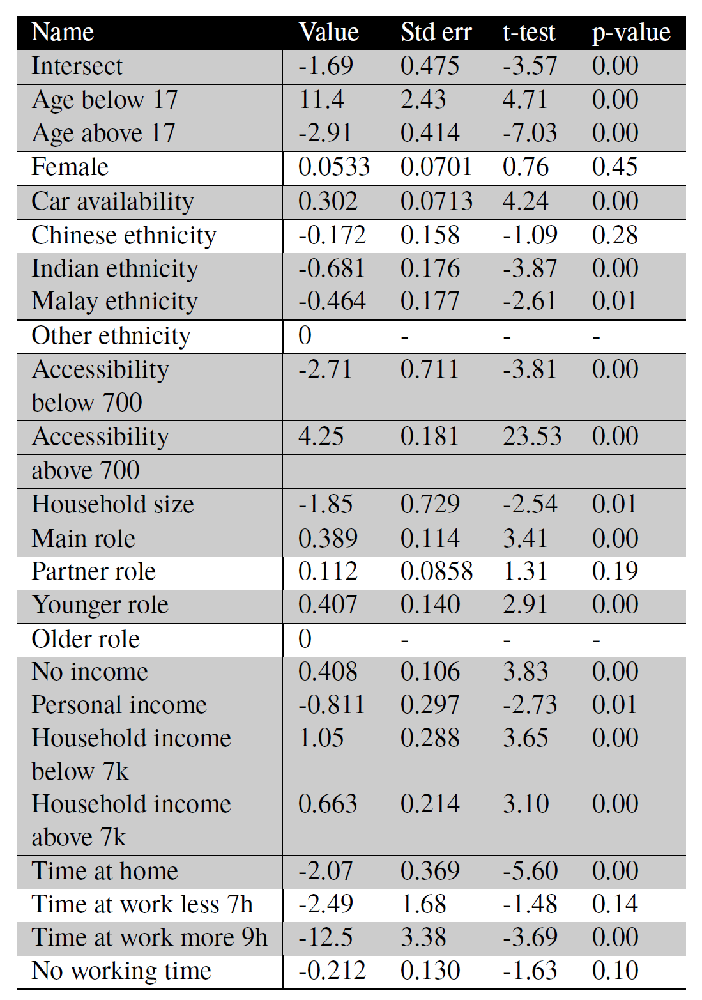 Name Value Std err t-test p-value
Intersect -1.69 0.475 -3.57 0.00
Age below 17 11.4 2.43 4.71 0.00
Age above 17 -2.91 0.414 -7.03 0.00
Female 0.0533 0.0701 0.76 0.45
Car availability 0.302 0.0713 4.24 0.00
Chinese ethnicity -0.172 0.158 -1.09 0.28
Indian ethnicity -0.681 0.176 -3.87 0.00
Malay ethnicity -0.464 0.177 -2.61 0.01
Other ethnicity 0 - - -
Accessibility -2.71 0.711 -3.81 0.00
below 700
Accessibility 4.25 0.181 23.53 0.00
above 700
Household size -1.85 0.729 -2.54 0.01
Main role 0.389 0.114 3.41 0.00
Partner role 0.112 0.0858 1.31 0.19
Younger role 0.407 0.140 2.91 0.00
Older role 0 - - -
No income 0.408 0.106 3.83 0.00
Personal income -0.811 0.297 -2.73 0.01
Household income 1.05 0.288 3.65 0.00
below 7k
Household income 0.663 0.214 3.10 0.00
above 7k
Time at home -2.07 0.369 -5.60 0.00
Time at work less 7h -2.49 1.68 -1.48 0.14
Time at work more 9h -12.5 3.38 -3.69 0.00
No working time -0.212 0.130 -1.63 0.10